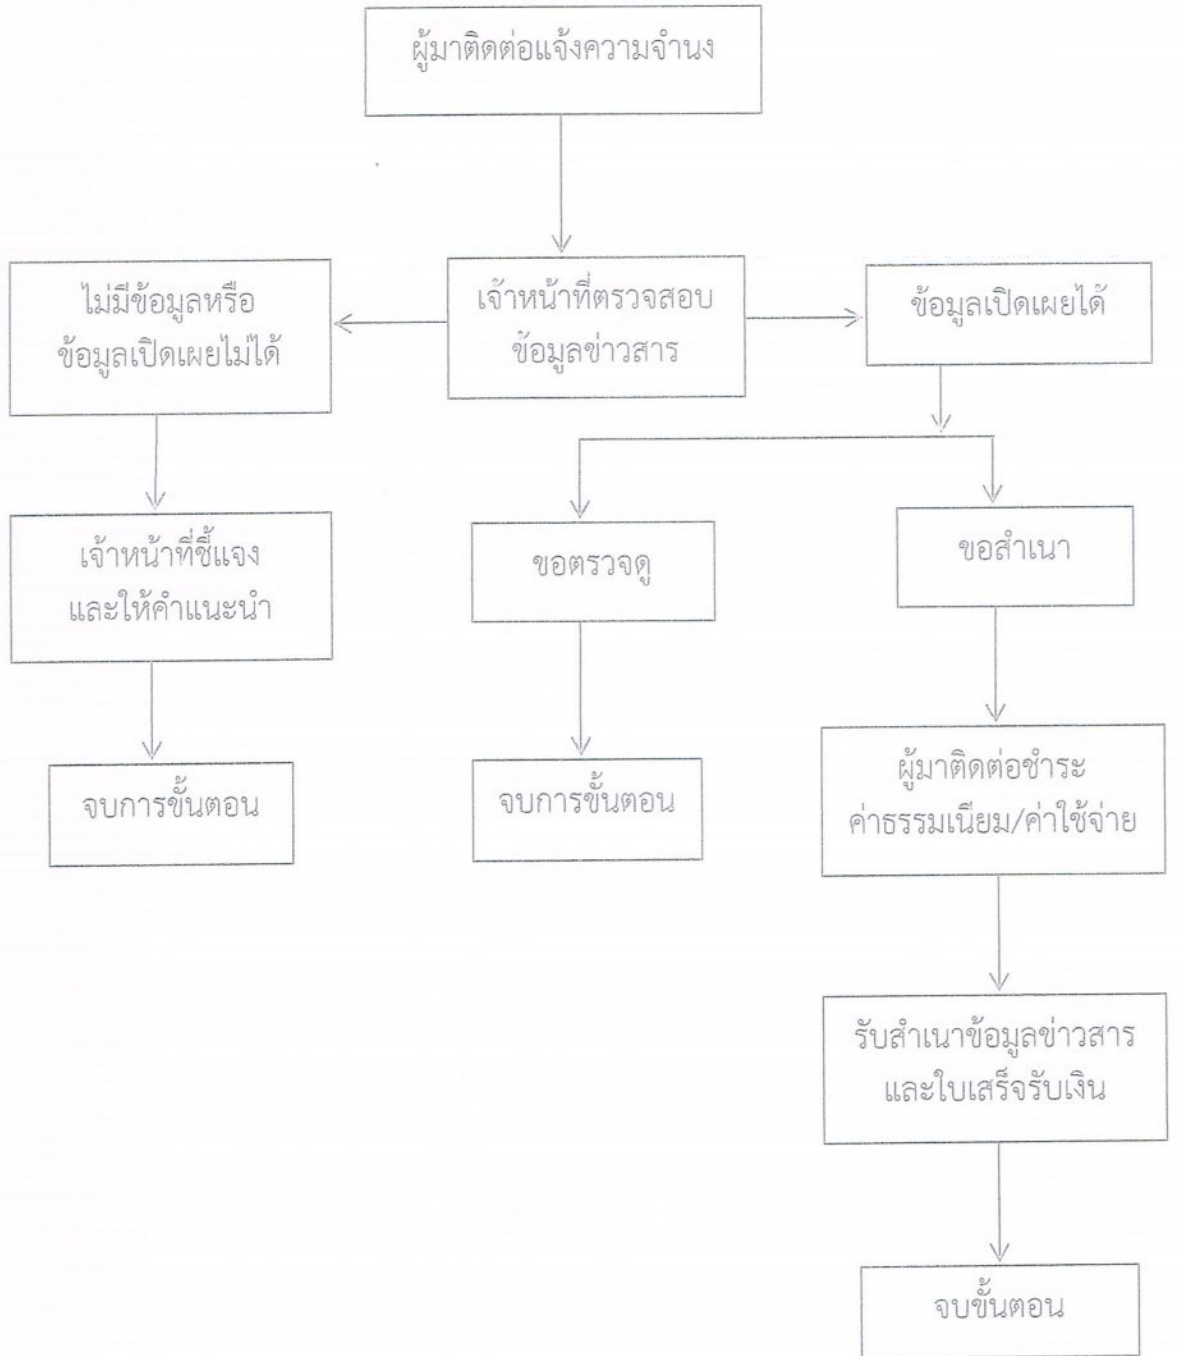 ผู้มาติดต่อแจ้งความจำนง
ไม่มีข้อมูลหรือ
ข้อมูลเปิดเผยไม่ได้
เจ้าหน้าที่ตรวจสอบ
ข้อมูลข่าวสาร
ข้อมูลเปิดเผยได้
เจ้าหน้าที่ชี้แจง
และให้คำแนะนำ
ขอตรวจดู
ขอสำเนา
จบการขั้นตอน
จบการขั้นตอน
ผู้มาติดต่อชำระ
ค่าธรรมเนียม/ค่าใช้จ่าย
รับสำเนาข้อมูลข่าวสาร
และใบเสร็จรับเงิน
จบขั้นตอน